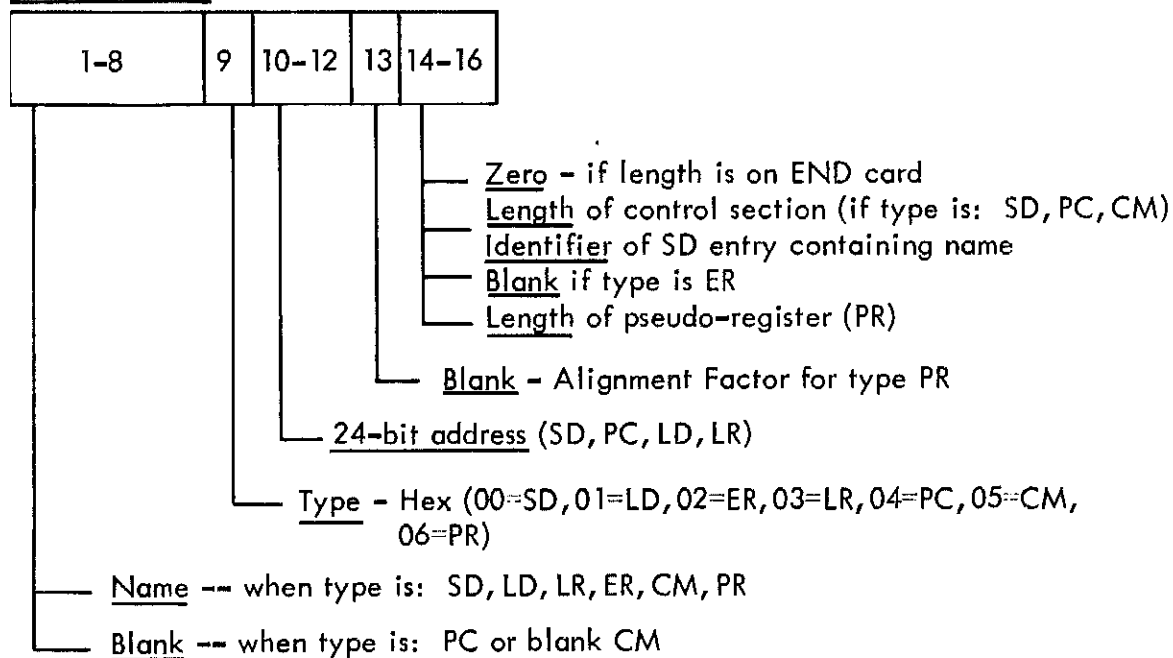 1-8 9 10-12 13 14-16
Zero - if length is on END card
Length of control section (if type is: SD, PC, CM)
Identifier of SD entry containing name
Blank if type is ER
Length of pseudo-register (PR)
Blank - Alignment Factor for type PR
24-bit address (SD, PC, LD, LR)
Type - Hex (00=SD, 01=LD, 02=ER, 03=LR, 04=PC, 05=CM,
06=PR)
Name -- when type is: SD, LD, LR, ER, CM, PR
Blank -- when type is: PC or blank CM